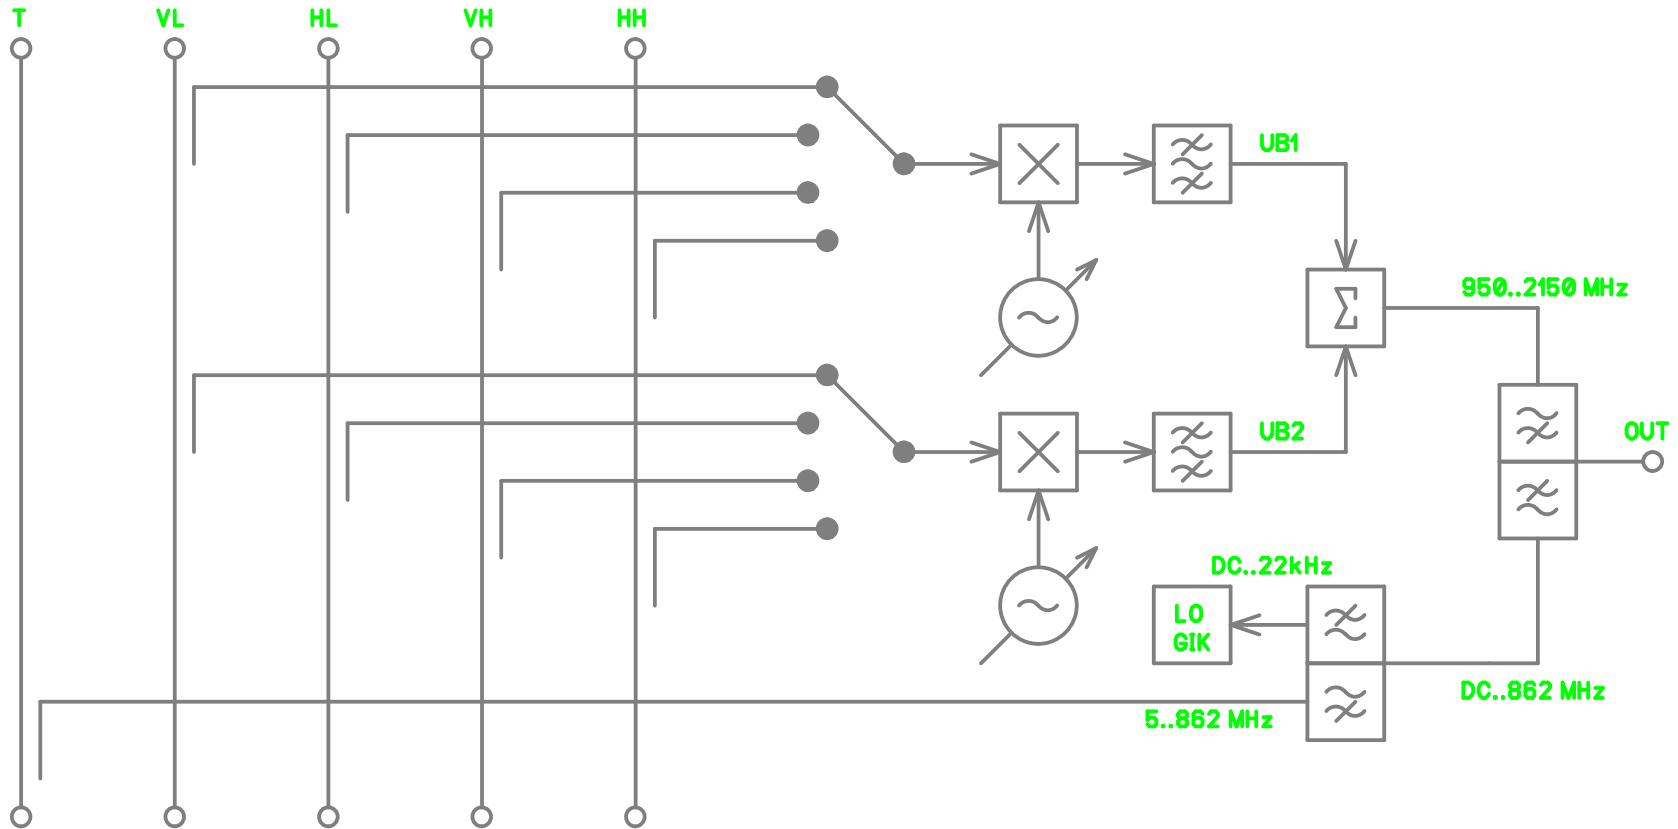 T VL HL VH HH
UB1
950..2150 MHz
UB2
OUT
DC..22kHz
LO
GIK
DC..862 MHz
5..862 MHz
Σ